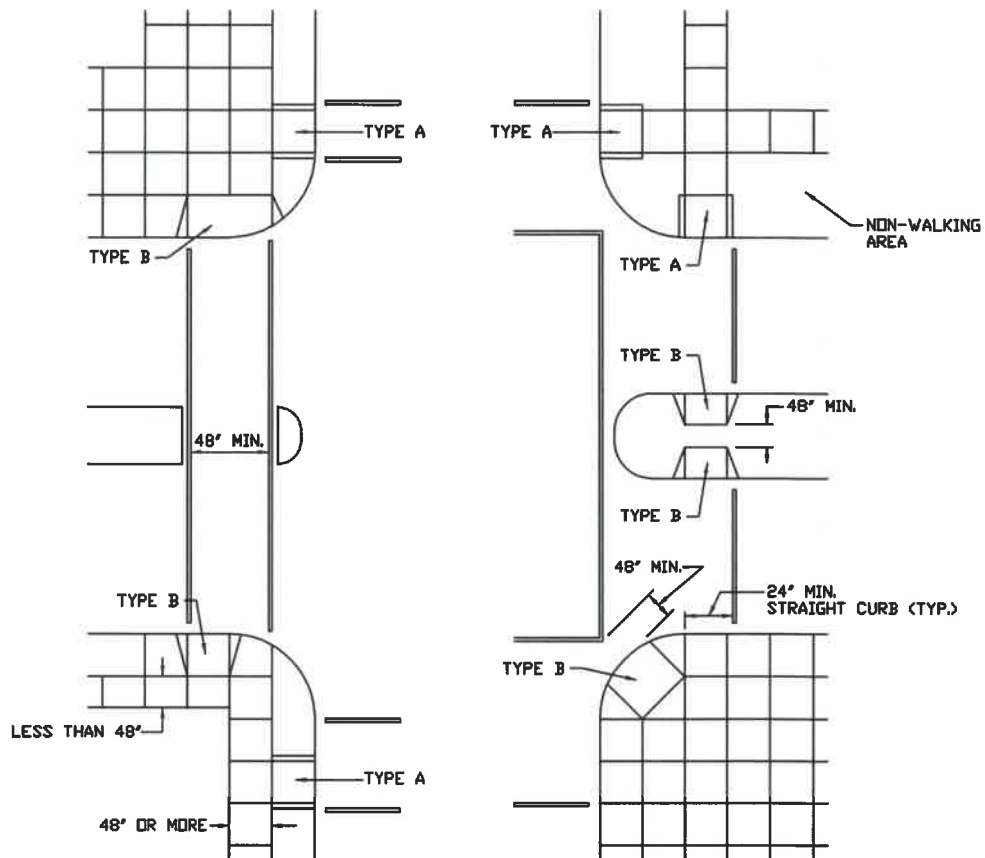 TYPE A
TYPE A
TYPE B
TYPE A
NON-WALKING
AREA
TYPE B
48" MIN.
48" MIN.
TYPE B
48" MIN.
24" MIN.
STRAIGHT CURB (TYP.)
TYPE B
TYPE B
LESS THAN 48"
TYPE A
48" OR MORE